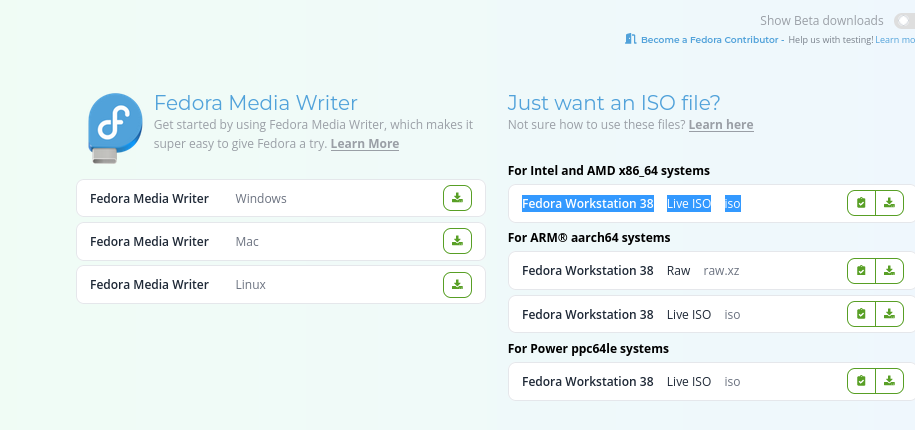 Show Beta downloads
Become a Fedora Contributor - Help us with testing! Learn mo
Fedora Media Writer
Get started by using Fedora Media Writer, which makes it
super easy to give Fedora a try. Learn More
Fedora Media Writer Windows
Fedora Media Writer Mac
Fedora Media Writer Linux
Just want an ISO file?
Not sure how to use these files? Learn here
For Intel and AMD x86_64 systems
Fedora Workstation 38 Live ISO iso
For ARM® aarch64 systems
Fedora Workstation 38 Raw raw.xz
Fedora Workstation 38 Live ISO iso
For Power ppc64le systems
Fedora Workstation 38 Live ISO iso